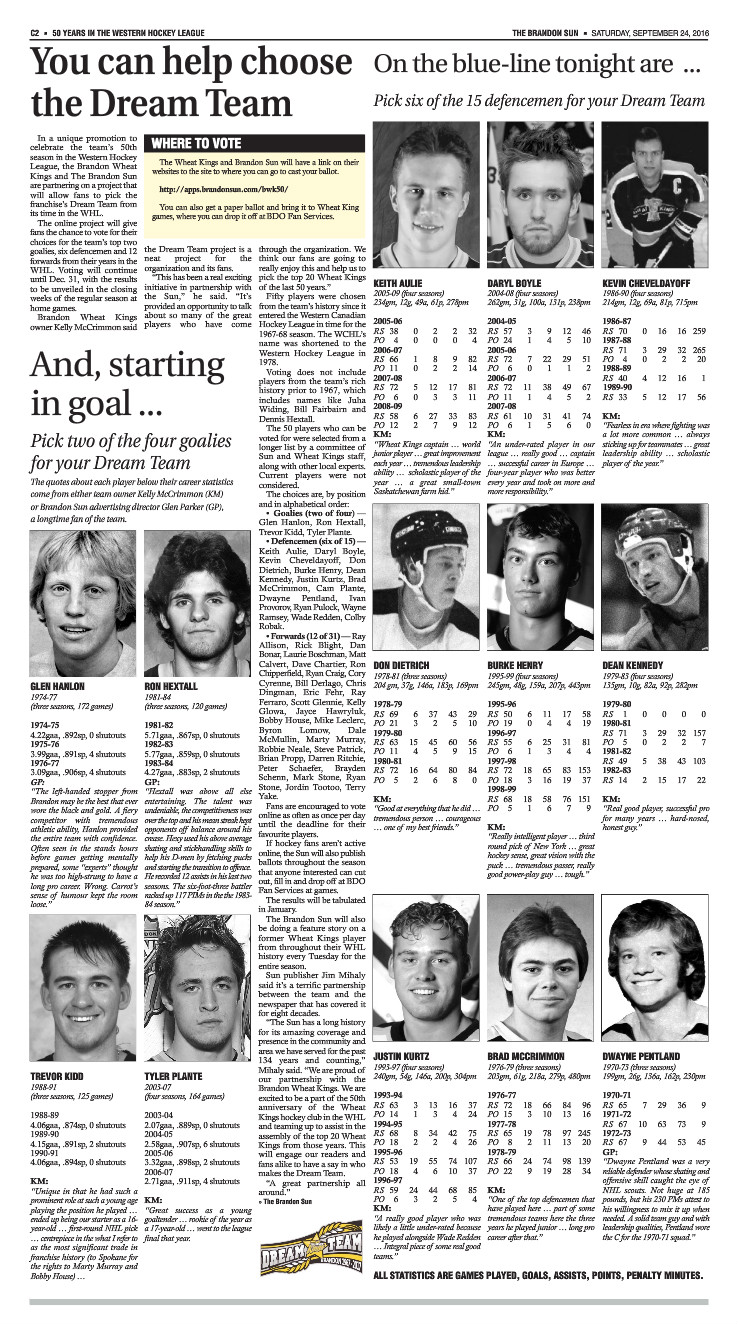 C2 • 50 YEARS IN THE WESTERN HOCKEY LEAGUE
THE BRANDON SUN • SATURDAY, SEPTEMBER 24, 2016
You can help choose
the Dream Team
In a unique promotion to
celebrate the team's 50th
season in the Western Hockey
League, the Brandon Wheat
Kings and The Brandon Sun
are partnering on a project that
will allow fans to pick the
franchise's Dream Team from
its time in the WHL.
The online project will give
fans the chance to vote for their
choices for the team's top two
goalies, six defencemen and 12
forwards from their years in the
WHL. Voting will continue
until Dec. 31, with the results
to be unveiled in the closing
weeks of the regular season at
home games.
Brandon Wheat Kings
owner Kelly McCrimmon said
WHERE TO VOTE
The Wheat Kings and Brandon Sun will have a link on their
websites to the site to where you can go to cast your ballot.
http://apps.brandonsun.com/bwk50/
You can also get a paper ballot and bring it to Wheat King
games, where you can drop it off at BDO Fan Services.
the Dream Team project is a
neat project for the
organization and its fans.
"This has been a real exciting
initiative in partnership with
the Sun," he said. "It's
provided an opportunity to talk
about so many of the great
players who have come
through the organization. We
think our fans are going to
really enjoy this and help us to
pick the top 20 Wheat Kings
of the last 50 years."
Fifty players were chosen
from the team's history since it
entered the Western Canadian
Hockey League in time for the
1967-68 season. The WCHL's
name was shortened to the
Western Hockey League in
1978.
Voting does not include
players from the team's rich
history prior to 1967, which
includes names like Juha
Widing, Bill Fairbairn and
Dennis Hextall.
The 50 players who can be
voted for were selected from a
longer list by a committee of
Sun and Wheat Kings staff,
along with other local experts.
Current players were not
considered.
The choices are, by position
and in alphabetical order:
• Goalies (two of four) —
Glen Hanlon, Ron Hextall,
Trevor Kidd, Tyler Plante.
• Defencemen (six of 15) —
Keith Aulie, Daryl Boyle,
Kevin Cheveldayoff, Don
Dietrich, Burke Henry, Dean
Kennedy, Justin Kurtz, Brad
McCrimmon, Cam Plante,
Dwayne Pentland, Ivan
Provorov, Ryan Pulock, Wayne
Ramsey, Wade Redden, Colby
Robak.
• Forwards (12 of 31) — Ray
Allison, Rick Blight, Dan
Bonar, Laurie Boschman, Matt
Calvert, Dave Chartier, Ron
Chipperfield, Ryan Craig, Cory
Cyrenne, Bill Derlago, Chris
Dingman, Eric Fehr, Ray
Ferraro, Scott Glennie, Kelly
Glowa, Jayce Hawryluk,
Bobby House, Mike Leclerc,
Byron Lomow, Dale
McMullin, Marty Murray,
Robbie Neale, Steve Patrick,
Brian Propp, Darren Ritchie,
Peter Schaefer, Brayden
Schenn, Mark Stone, Ryan
Stone, Jordin Tootoo, Terry
Yake.
Fans are encouraged to vote
online as often as once per day
until the deadline for their
favourite players.
If hockey fans aren't active
online, the Sun will also publish
ballots throughout the season
that anyone interested can cut
out, fill in and drop off at BDO
Fan Services at games.
The results will be tabulated
in January.
The Brandon Sun will also
be doing a feature story on a
former Wheat Kings player
from throughout their WHL
history every Tuesday for the
entire season.
Sun publisher Jim Mihaly
said it's a terrific partnership
between the team and the
newspaper that has covered it
for eight decades.
"The Sun has a long history
for its amazing coverage and
presence in the community and
area we have served for the past
134 years and counting,"
Mihaly said. "We are proud of
our partnership with the
Brandon Wheat Kings. We are
excited to be a part of the 50th
anniversary of the Wheat
Kings hockey club in the WHL
and teaming up to assist in the
assembly of the top 20 Wheat
Kings from those years. This
will engage our readers and
fans alike to have a say in who
makes the Dream Team.
"A great partnership all
around."
» The Brandon Sun
DREAM TEAM
And, starting
in goal ...
Pick two of the four goalies
for your Dream Team
The quotes about each player below their career statistics
come from either team owner Kelly McCrimmon (KM)
or Brandon Sun advertising director Glen Parker (GP),
a longtime fan of the team.
GLEN HANLON
1974-77
(three seasons, 172 games)
1974-75
4.22gaa, .892sp, 0 shutouts
1975-76
3.99gaa, .891sp, 4 shutouts
1976-77
3.09gaa, .906sp, 4 shutouts
GP:
"The left-handed stopper from
Brandon may be the best that ever
wore the black and gold. A fiery
competitor with tremendous
athletic ability, Hanlon provided
the entire team with confidence.
Often seen in the stands hours
before games getting mentally
prepared, some "experts" thought
he was too high-strung to have a
long pro career. Wrong. Carrot's
sense of humour kept the room
loose."
RON HEXTALL
1981-84
(three seasons, 120 games)
1981-82
5.71gaa, .867sp, 0 shutouts
1982-83
5.77gaa, .859sp, 0 shutouts
1983-84
4.27gaa, .883sp, 2 shutouts
GP:
"Hextall was above all else
entertaining. The talent was
undeniable, the competitiveness was
over the top and his mean streak kept
opponents off balance around his
crease. Hexy used his above average
skating and stickhandling skills to
help his D-men by fetching pucks
and starting the transition to offence.
He recorded 12 assists in his last two
seasons. The six-foot-three battler
racked up 117 PIMs in the the 1983-
84 season."
TREVOR KIDD
1988-91
(three seasons, 125 games)
1988-89
4.06gaa, .874sp, 0 shutouts
1989-90
4.15gaa, .891sp, 2 shutouts
1990-91
4.06gaa, .894sp, 0 shutouts
KM:
"Unique in that he had such a
prominent role at such a young age
playing the position he played ...
ended up being our starter as a 16-
year-old ... first-round NHL pick
... centrepiece in the what I refer to
as the most significant trade in
franchise history (to Spokane for
the rights to Marty Murray and
Bobby House) ...
TYLER PLANTE
2003-07
(four seasons, 164 games)
2003-04
2.07gaa, .889sp, 0 shutouts
2004-05
2.58gaa, .907sp, 6 shutouts
2005-06
3.32gaa, .898sp, 2 shutouts
2006-07
2.71gaa, .911sp, 4 shutouts
KM:
"Great success as a young
goaltender ... rookie of the year as
a 17-year-old ... went to the league
final that year.
On the blue-line tonight are ...
Pick six of the 15 defencemen for your Dream Team
KEITH AULIE
2005-09 (four seasons)
234gm, 12g, 49a, 61p, 278pm
2005-06
RS 38 0 2 2 32
PO 4 0 0 0 4
2006-07
RS 66 1 8 9 82
PO 11 0 2 2 14
2007-08
RS 72 5 12 17 81
PO 6 0 3 3 11
2008-09
RS 58 6 27 33 83
PO 12 2 7 9 12
KM:
"Wheat Kings captain ... world
junior player ... great improvement
each year ... tremendous leadership
ability ... scholastic player of the
year ... a great small-town
Saskatchewan farm kid."
DARYL BOYLE
2004-08 (four seasons)
262gm, 31g, 100a, 131p, 238pm
2004-05
RS 57 3 9 12 46
PO 24 1 4 5 10
2005-06
RS 72 7 22 29 51
PO 6 0 1 1 2
2006-07
RS 72 11 38 49 67
PO 11 1 4 5 2
2007-08
RS 61 10 31 41 74
PO 6 1 5 6 0
KM:
"An under-rated player in our
league ... really good ... captain
... successful career in Europe ...
four-year player who was better
every year and took on more and
more responsibility."
KEVIN CHEVELDAYOFF
1986-90 (four seasons)
214gm, 12g, 69a, 81p, 715pm
1986-87
RS 70 0 16 16 259
1987-88
RS 71 3 29 32 265
PO 4 0 2 2 20
1988-89
RS 40 4 12 16 1
1989-90
RS 33 5 12 17 56
KM:
"Fearless in era where fighting was
a lot more common ... always
sticking up for teammates ... great
leadership ability ... scholastic
player of the year."
DON DIETRICH
1978-81 (three seasons)
204 gm, 37g, 146a, 183p, 169pm
1978-79
RS 69 6 37 43 29
PO 21 3 2 5 10
1979-80
RS 63 15 45 60 56
PO 11 4 5 9 15
1980-81
RS 72 16 64 80 84
PO 5 2 6 8 0
KM:
"Good at everything that he did ...
tremendous person ... courageous
... one of my best friends."
BURKE HENRY
1995-99 (four seasons)
245gm, 48g, 159a, 207p, 443pm
1995-96
RS 50 6 11 17 58
PO 19 0 4 4 19
1996-97
RS 55 6 25 31 81
PO 6 1 3 4 4
1997-98
RS 72 18 65 83 153
PO 18 3 16 19 37
1998-99
RS 68 18 58 76 151
PO 5 1 6 7 9
KM:
"Really intelligent player ... third
round pick of New York ... great
hockey sense, great vision with the
puck ... tremendous passer, really
good power-play guy ... tough."
DEAN KENNEDY
1979-83 (four seasons)
135gm, 10g, 82a, 92p, 282pm
1979-80
RS 1 0 0 0 0
1980-81
RS 71 3 29 32 157
PO 5 0 2 2 7
1981-82
RS 49 5 38 43 103
1982-83
RS 14 2 15 17 22
KM:
"Real good player, successful pro
for many years ... hard-nosed,
honest guy."
JUSTIN KURTZ
1993-97 (four seasons)
240gm, 54g, 146a, 200p, 304pm
1993-94
RS 63 3 13 16 37
PO 14 1 3 4 24
1994-95
RS 68 8 34 42 75
PO 18 2 2 4 26
1995-96
RS 53 19 55 74 107
PO 18 4 6 10 37
1996-97
RS 59 24 44 68 85
PO 6 3 2 5 4
KM:
"A really good player who was
likely a little under-rated because
he played alongside Wade Redden
... Integral piece of some real good
teams."
BRAD MCCRIMMON
1976-79 (three seasons)
203gm, 61g, 218a, 279p, 480pm
1976-77
RS 72 18 66 84 96
PO 15 3 10 13 16
1977-78
RS 65 19 78 97 245
PO 8 2 11 13 20
1978-79
RS 66 24 74 98 139
PO 22 9 19 28 34
KM:
"One of the top defencemen that
have played here ... part of some
tremendous teams here the three
years he played junior ... long pro
career after that."
DWAYNE PENTLAND
1970-73 (three seasons)
199gm, 26g, 136a, 162p, 230pm
1970-71
RS 65 7 29 36 9
1971-72
RS 67 10 63 73 9
1972-73
RS 67 9 44 53 45
GP:
"Dwayne Pentland was a very
reliable defender whose skating and
offensive skill caught the eye of
NHL scouts. Not huge at 185
pounds, but his 230 PIMs attest to
his willingness to mix it up when
needed. A solid team guy and with
leadership qualities, Pentland wore
the C for the 1970-71 squad."
ALL STATISTICS ARE GAMES PLAYED, GOALS, ASSISTS, POINTS, PENALTY MINUTES.